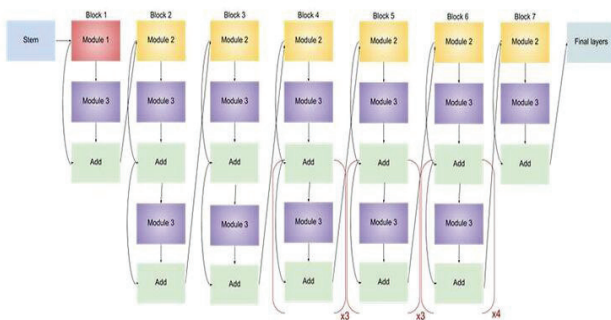 Block 1 Block 2 Block 3 Block 4 Block 5 Block 6 Block 7
Stem Module 1 Module 2 Module 2 Module 2 Module 2 Module 2 Module 2 Final layers
Module 3 Module 3 Module 3 Module 3 Module 3 Module 3 Module 3
Add Add Add Add Add Add Add
Module 3 Module 3 Module 3 Module 3 Module 3
Add Add Add Add Add
x3 x3 x4